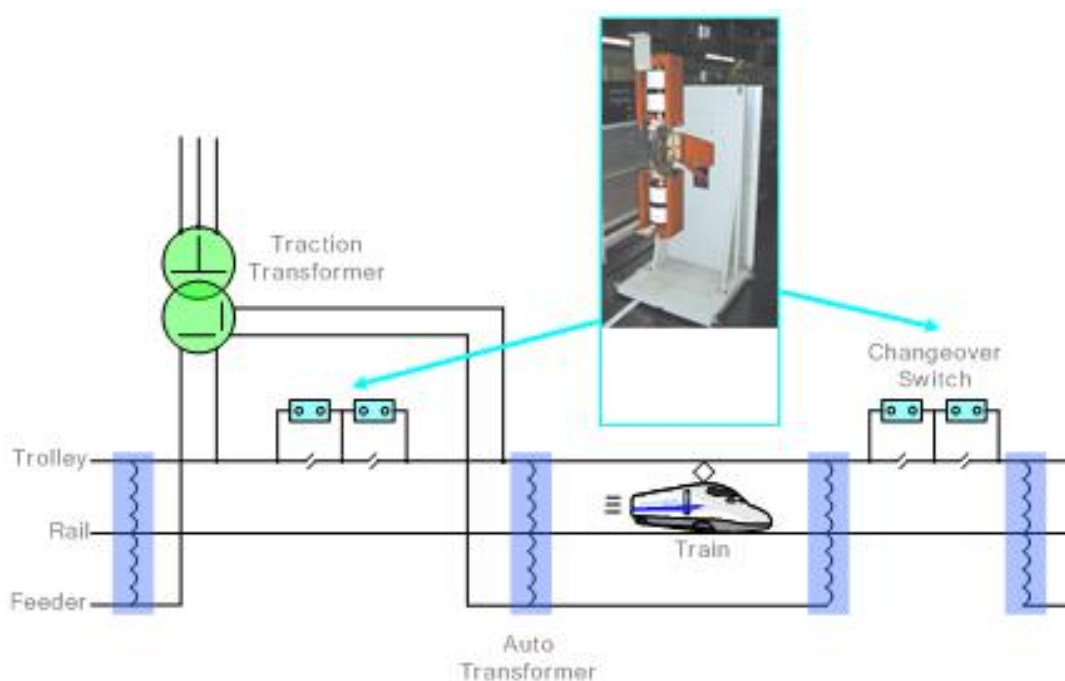 Traction
Transformer
Changeover
Switch
Trolley
Rail
Train
Feeder
Auto
Transformer